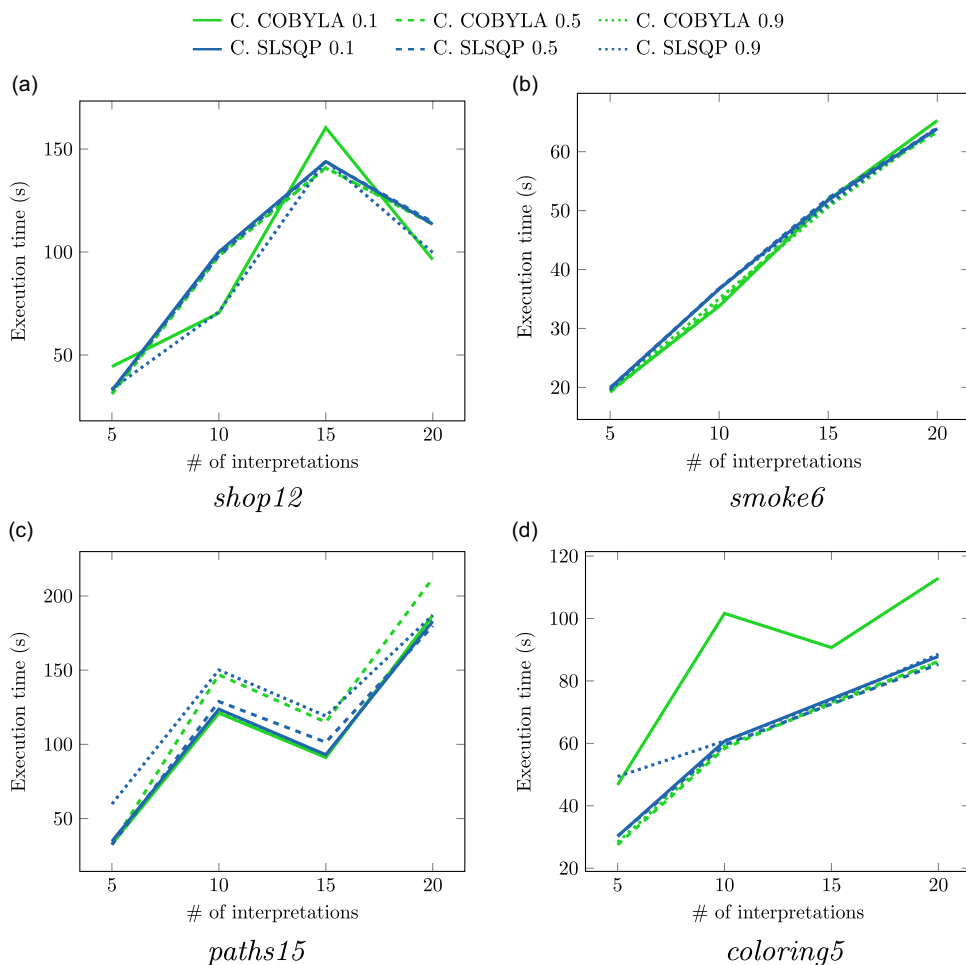 C. COBYLA 0.1 C. COBYLA 0.5 C. COBYLA 0.9
C. SLSQP 0.1 C. SLSQP 0.5 C. SLSQP 0.9
(a)
150
100
50
Execution time (s)
5 10 15 20
# of interpretations
shop12
(b)
60
50
40
30
20
Execution time (s)
5 10 15 20
# of interpretations
smoke6
(c)
200
150
100
50
Execution time (s)
5 10 15 20
# of interpretations
paths15
(d)
120
100
80
60
40
20
Execution time (s)
5 10 15 20
# of interpretations
coloring5